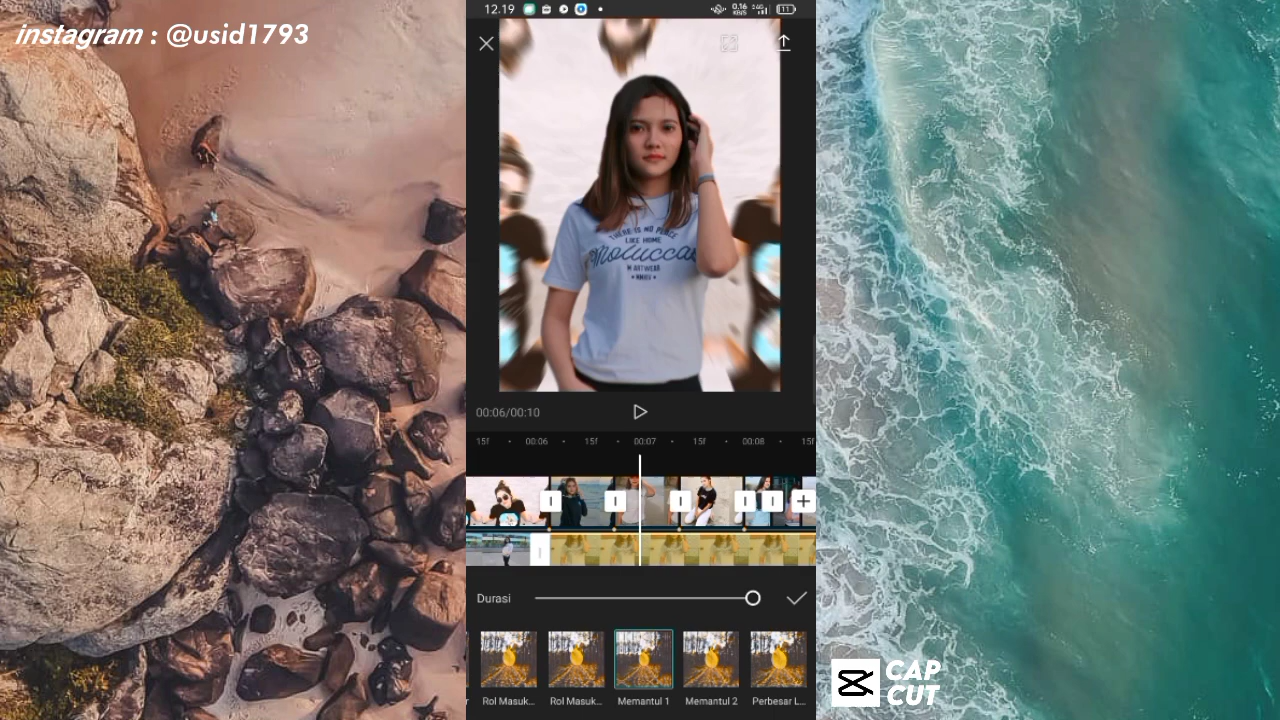 instagram : @usid1793
12.19
0.16
KB/S
11
THERE IS NO PLACE
LIKE HOME
Moluccas
00:06/00:10
15f 00:06 15f 00:07 15f 00:08 15f
Durasi
Rol Masuk... Rol Masuk... Memantul 1 Memantul 2 Perbesar L...
CAP
CUT